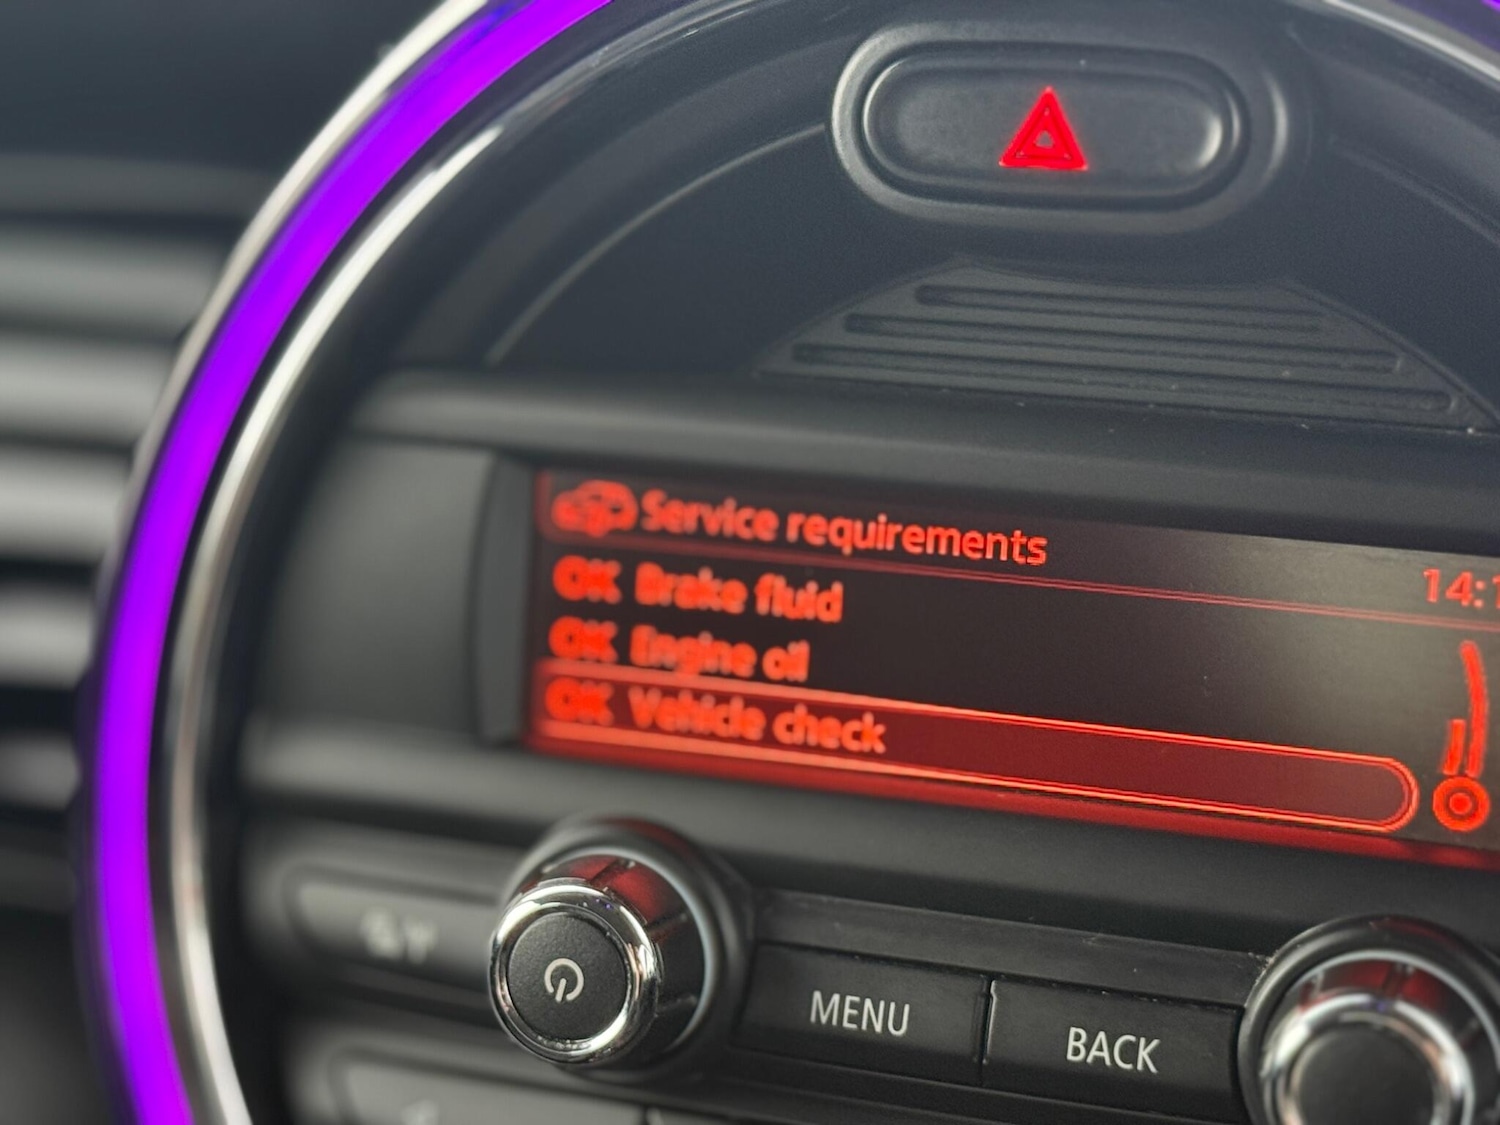 Service requirements
14:1
OK Brake fluid
OK Engine oil
OK Vehicle check
MENU
BACK